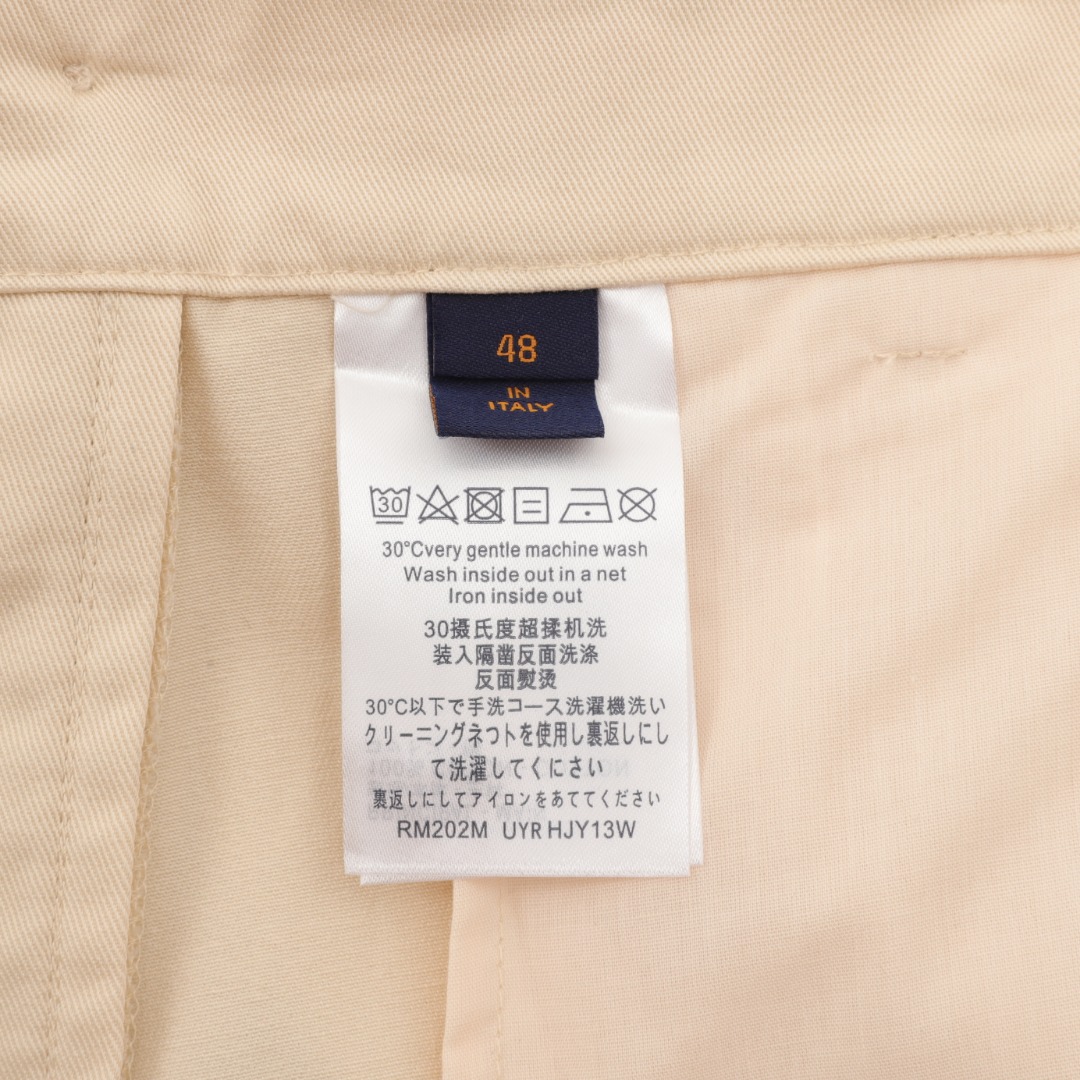 48
IN
ITALY
30
30°Cvery gentle machine wash
Wash inside out in a net
Iron inside out
30摄氏度超揉机洗
装入隔凿反面洗涤
反面熨烫
30°C以下で手洗コース洗濯機洗い
クリーニングネつトを使用し裹返しにし
て洗濯してくにさい
裹返しにしてアイロンをあててください
RM202M UYR HJY13W